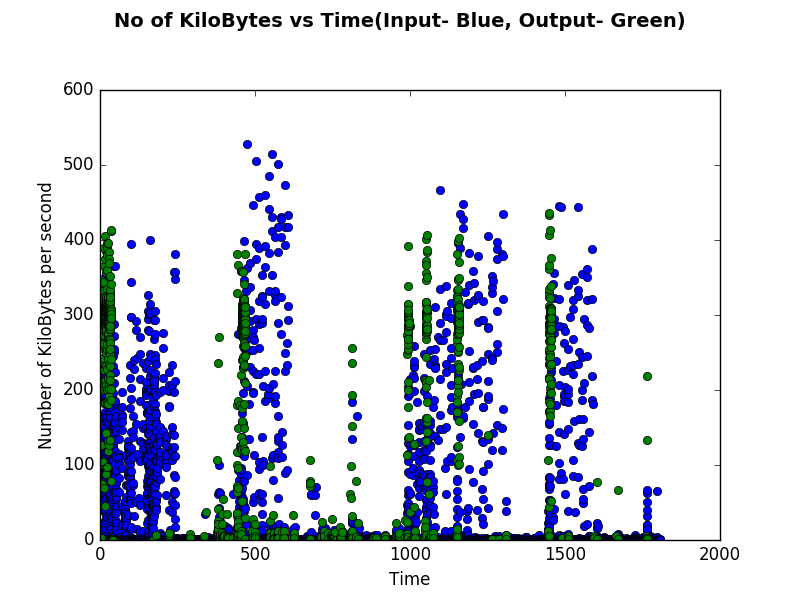 No of KiloBytes vs Time(Input- Blue, Output- Green)
600
500
400
300
200
100
0
Number of KiloBytes per second
0 500 1000 1500 2000
Time